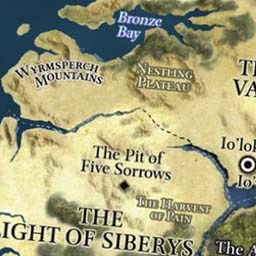 BRONZE
BAY
WYRMSPERCH
MOUNTAINS
NESTLING
PLATEAU
The Pit of
Five Sorrows
THE HARVEST
OF PAIN
THE
IGHT OF SIBERYS